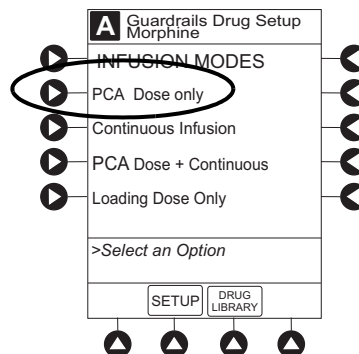 A Guardrails Drug Setup
Morphine
INFUSION MODES
PCA Dose only
Continuous Infusion
PCA Dose + Continuous
Loading Dose Only
>Select an Option
SETUP DRUG
LIBRARY